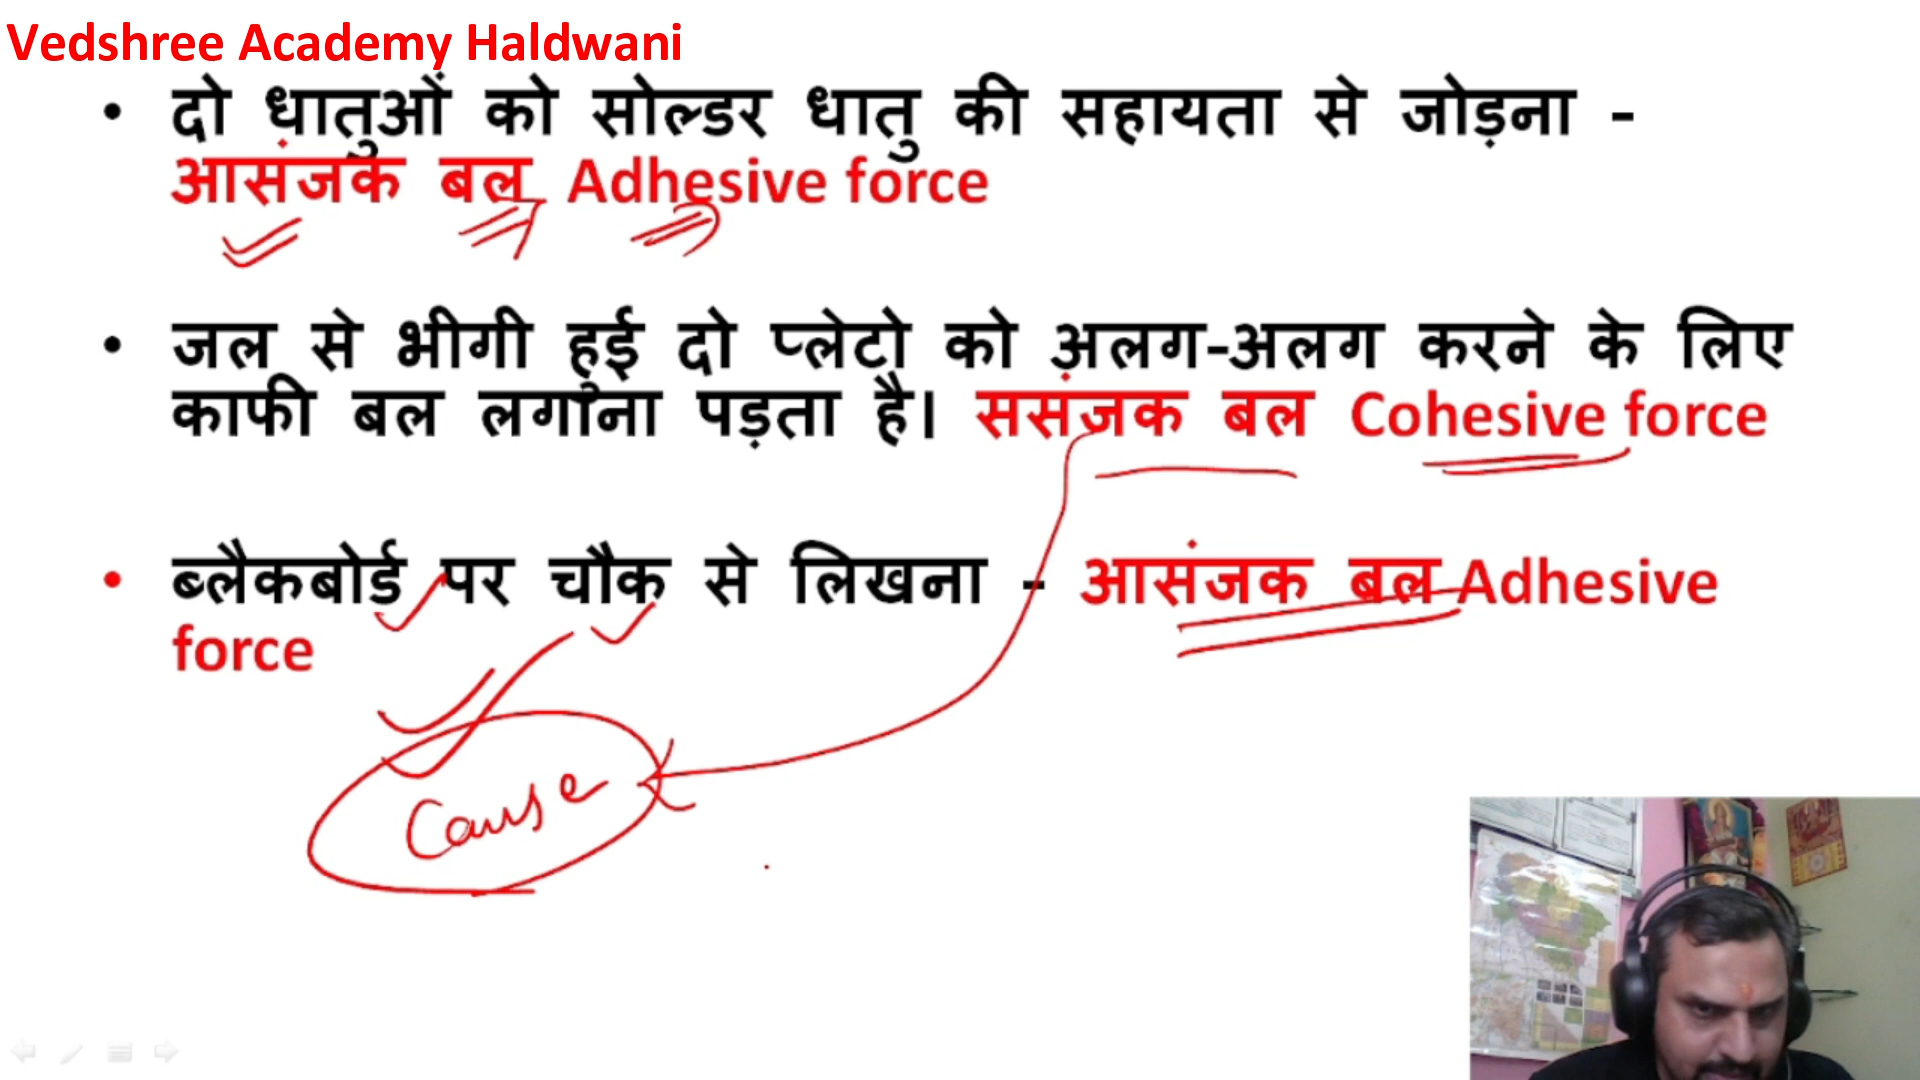 Vedshree Academy Haldwani
• दो धातुओं को सोल्डर धातु की सहायता से जोड़ना -
आसंजक बल Adhesive force
• जल से भीगी हुई दो प्लेटो को अलग-अलग करने के लिए
काफी बल लगाना पड़ता है। ससंजक बल Cohesive force
• ब्लैकबोर्ड पर चौक से लिखना - आसंजक बल Adhesive
force
Cause